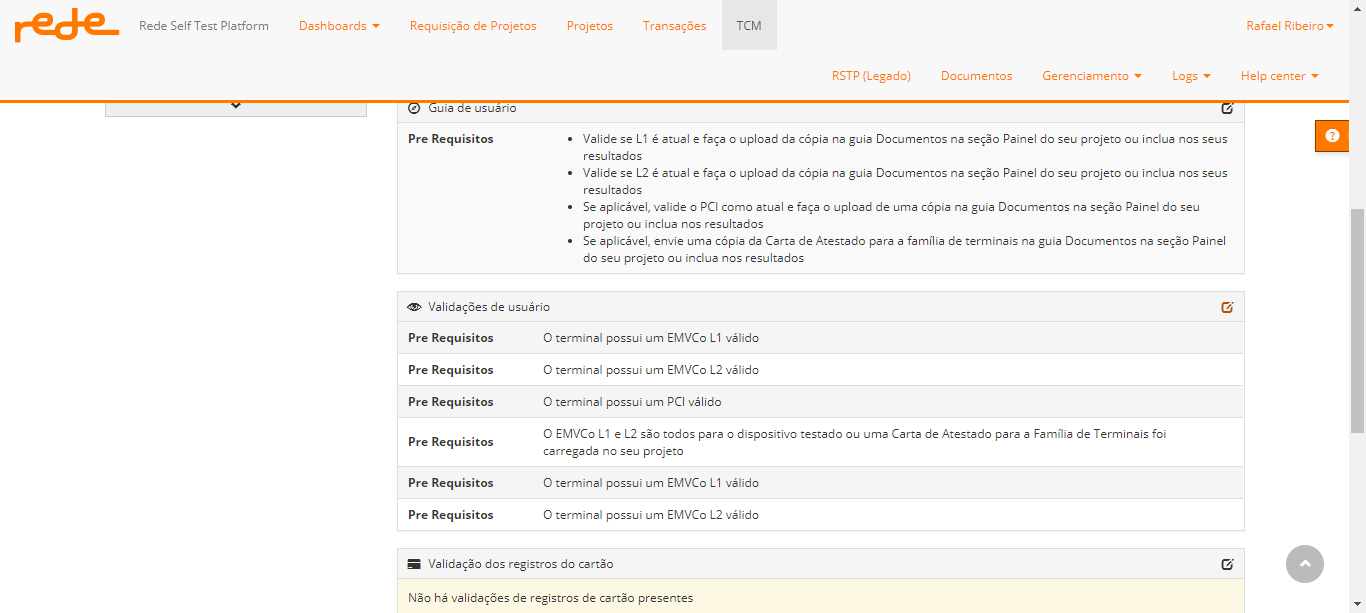 rede Rede Self Test Platform Dashboards Requisição de Projetos Projetos Transações TCM Rafael Ribeiro
RSTP (Legado) Documentos Gerenciamento Logs Help center
Guia de usuário
Pre Requisitos
• Valide se L1 é atual e faça o upload da cópia na guia Documentos na seção Painel do seu projeto ou inclua nos seus
resultados
• Valide se L2 é atual e faça o upload da cópia na guia Documentos na seção Painel do seu projeto ou inclua nos seus
resultados
• Se aplicável, valide o PCI como atual e faça o upload de uma cópia na guia Documentos na seção Painel do seu
projeto ou inclua nos resultados
• Se aplicável, envie uma cópia da Carta de Atestado para a família de terminais na guia Documentos na seção Painel
do seu projeto ou inclua nos resultados
Validações de usuário
Pre Requisitos O terminal possui um EMVCo L1 válido
Pre Requisitos O terminal possui um EMVCo L2 válido
Pre Requisitos O terminal possui um PCI válido
Pre Requisitos O EMVCo L1 e L2 são todos para o dispositivo testado ou uma Carta de Atestado para a Família de Terminais foi
carregada no seu projeto
Pre Requisitos O terminal possui um EMVCo L1 válido
Pre Requisitos O terminal possui um EMVCo L2 válido
Validação dos registros do cartão
Não há validações de registros de cartão presentes